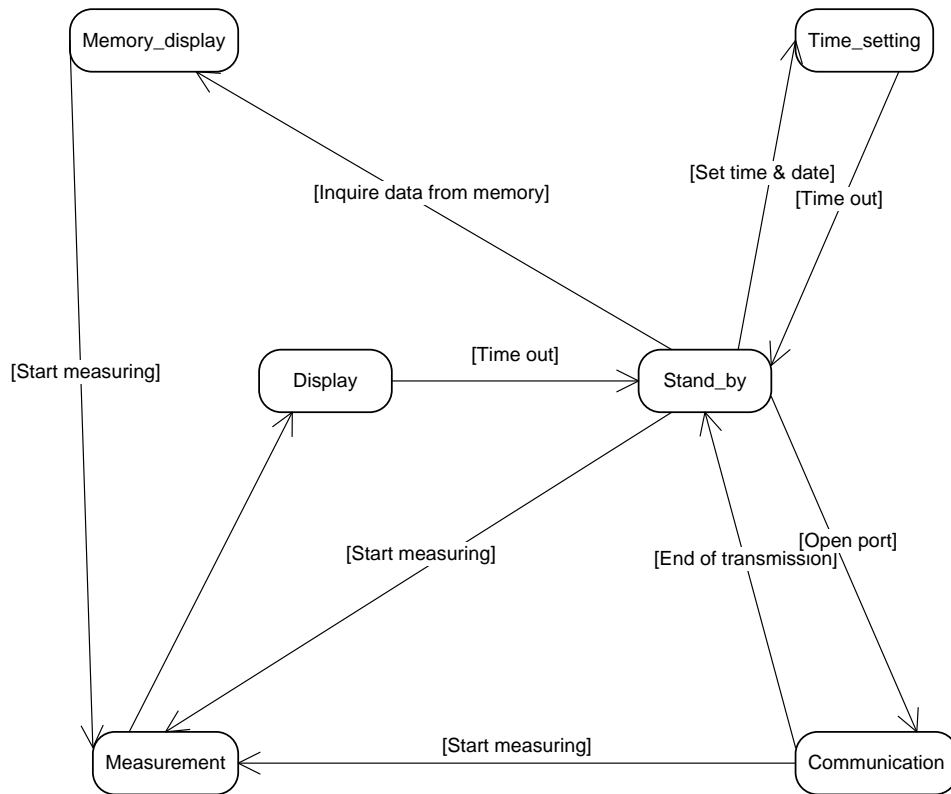 Memory_display
Time_setting
[Set time & date]
[Inquire data from memory]
[Time out]
[Time out]
[Start measuring]
Display
Stand_by
[Open port]
[Start measuring]
[End of transmission]
[Start measuring]
Measurement
Communication